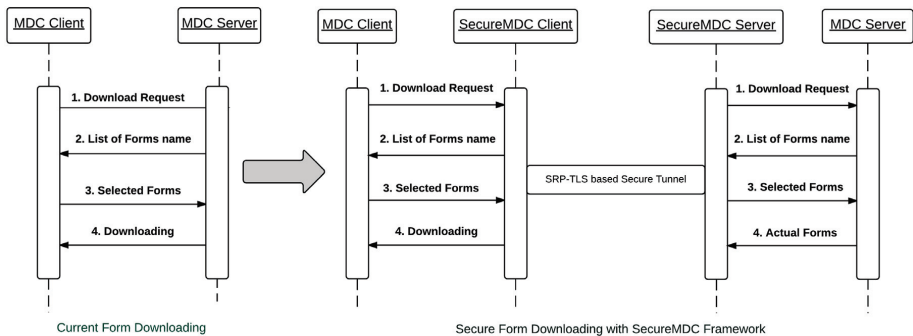 MDC Client
MDC Server
1. Download Request
2. List of Forms name
3. Selected Forms
4. Downloading
Current Form Downloading
MDC Client
SecureMDC Client
SecureMDC Server
MDC Server
1. Download Request
2. List of Forms name
3. Selected Forms
4. Downloading
SRP-TLS based Secure Tunnel
1. Download Request
2. List of Forms name
3. Selected Forms
4. Actual Forms
Secure Form Downloading with SecureMDC Framework